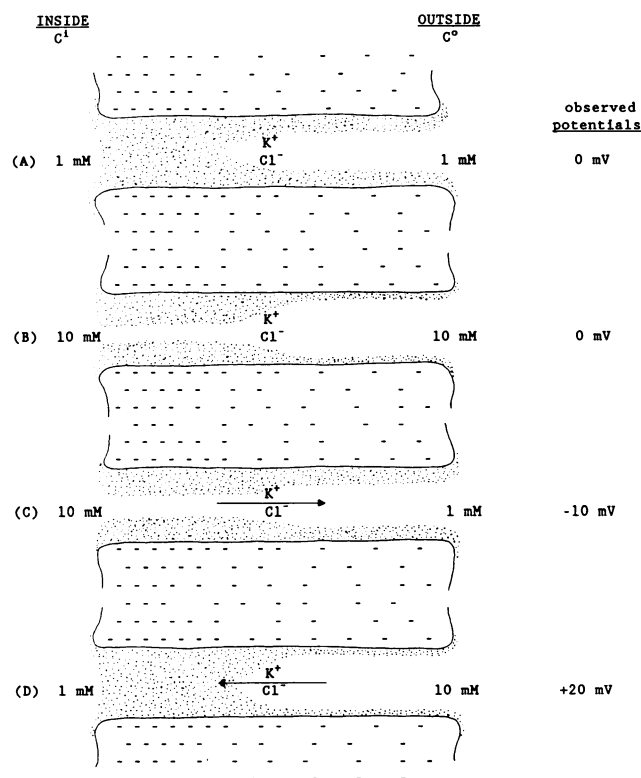 INSIDE OUTSIDE
Cⁱ C°
observed
potentials
K⁺
(A) 1 mM Cl⁻ 1 mM 0 mV
K⁺
(B) 10 mM Cl⁻ 10 mM 0 mV
K⁺
(C) 10 mM Cl⁻ 1 mM -10 mV
K⁺
(D) 1 mM Cl⁻ 10 mM +20 mV